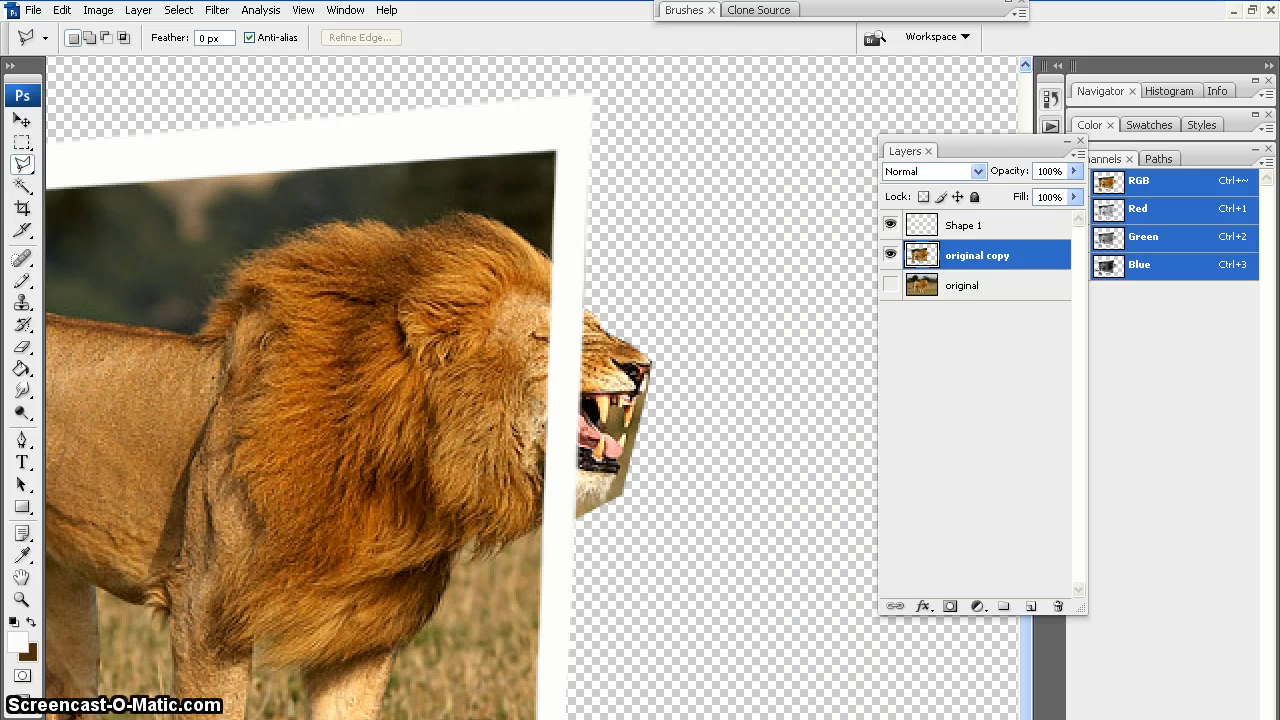 File Edit Image Layer Select Filter Analysis View Window Help
Brushes × Clone Source
Feather: 0 px Anti-alias Refine Edge... Br Workspace
Ps
Navigator × Histogram Info
Color × Swatches Styles
Layers ×
annels × Paths
Normal Opacity: 100%
RGB Ctrl+~
Lock: Fill: 100%
Red Ctrl+1
Shape 1
Green Ctrl+2
original copy
Blue Ctrl+3
original
T
fx
Screencast-O-Matic.com